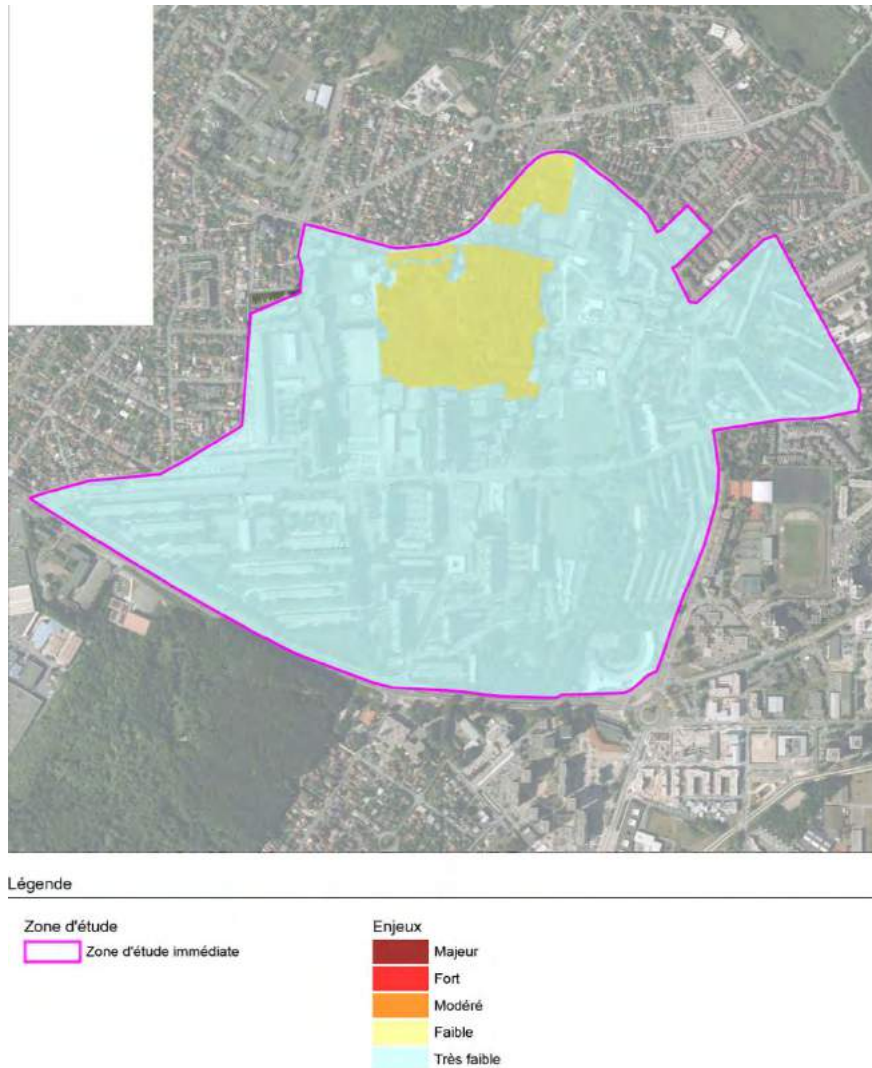 Légende
Zone d'étude
Zone d'étude immédiate
Enjeux
Majeur
Fort
Modéré
Faible
Très faible